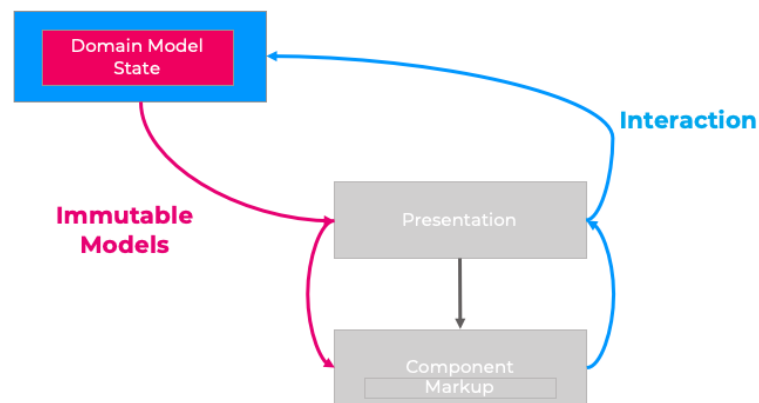 Domain Model
State
Interaction
Immutable
Models
Presentation
Component
Markup